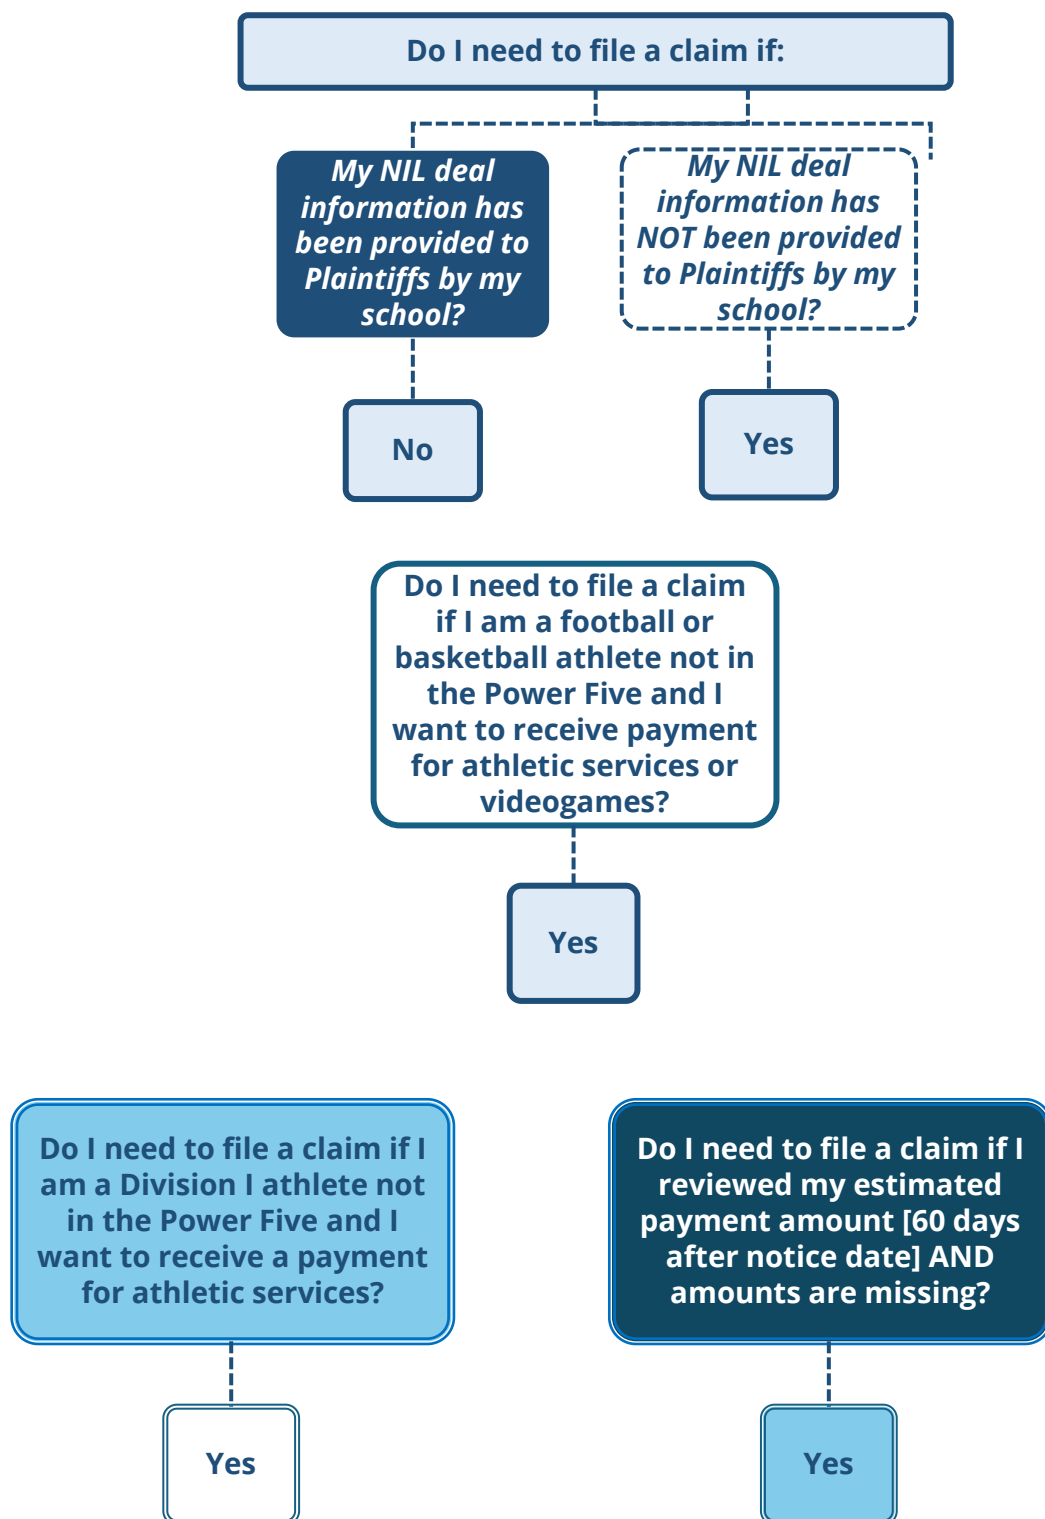 Do I need to file a claim if:
My NIL deal
information has
been provided to
Plaintiffs by my
school?
My NIL deal
information has
NOT been provided
to Plaintiffs by my
school?
No
Yes
Do I need to file a claim
if I am a football or
basketball athlete not in
the Power Five and I
want to receive payment
for athletic services or
videogames?
Yes
Do I need to file a claim if I
am a Division I athlete not
in the Power Five and I
want to receive a payment
for athletic services?
Do I need to file a claim if I
reviewed my estimated
payment amount [60 days
after notice date] AND
amounts are missing?
Yes
Yes